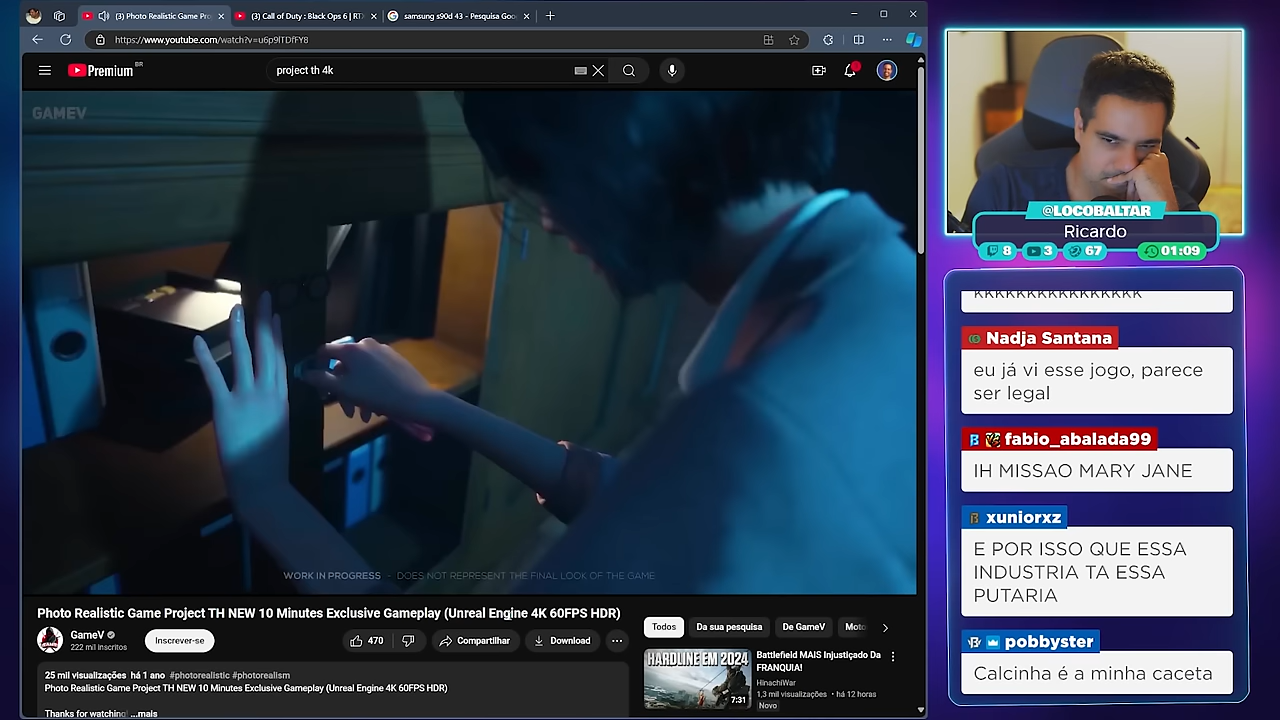 (3) Photo Realistic Game Pro
(3) Call of Duty : Black Ops 6 | RT
samsung s90d 43 - Pesquisa Goo
https://www.youtube.com/watch?v=u6p9lTDfFY8
Premium BR
project th 4k
GAMEV
WORK IN PROGRESS - DOES NOT REPRESENT THE FINAL LOOK OF THE GAME
Photo Realistic Game Project TH NEW 10 Minutes Exclusive Gameplay (Unreal Engine 4K 60FPS HDR)
GameV
222 mil inscritos
Inscrever-se
470
Compartilhar
Download
25 mil visualizações há 1 ano #photorealistic #photorealism
Photo Realistic Game Project TH NEW 10 Minutes Exclusive Gameplay (Unreal Engine 4K 60FPS HDR)
Thanks for watching ...mais
Todos
Da sua pesquisa
De GameV
Moto
HARDLINE EM 2024
7:31
Battlefield MAIS Injustiçado Da
FRANQUIA!
HinachiWar
1,3 mil visualizações • há 12 horas
Novo
@LOCOBALTAR
Ricardo
8 3 67 01:09
KKKKKKKKKKKKKKKK
Nadja Santana
eu já vi esse jogo, parece
ser legal
fabio_abalada99
IH MISSAO MARY JANE
xuniorxz
E POR ISSO QUE ESSA
INDUSTRIA TA ESSA
PUTARIA
pobbyster
Calcinha é a minha caceta